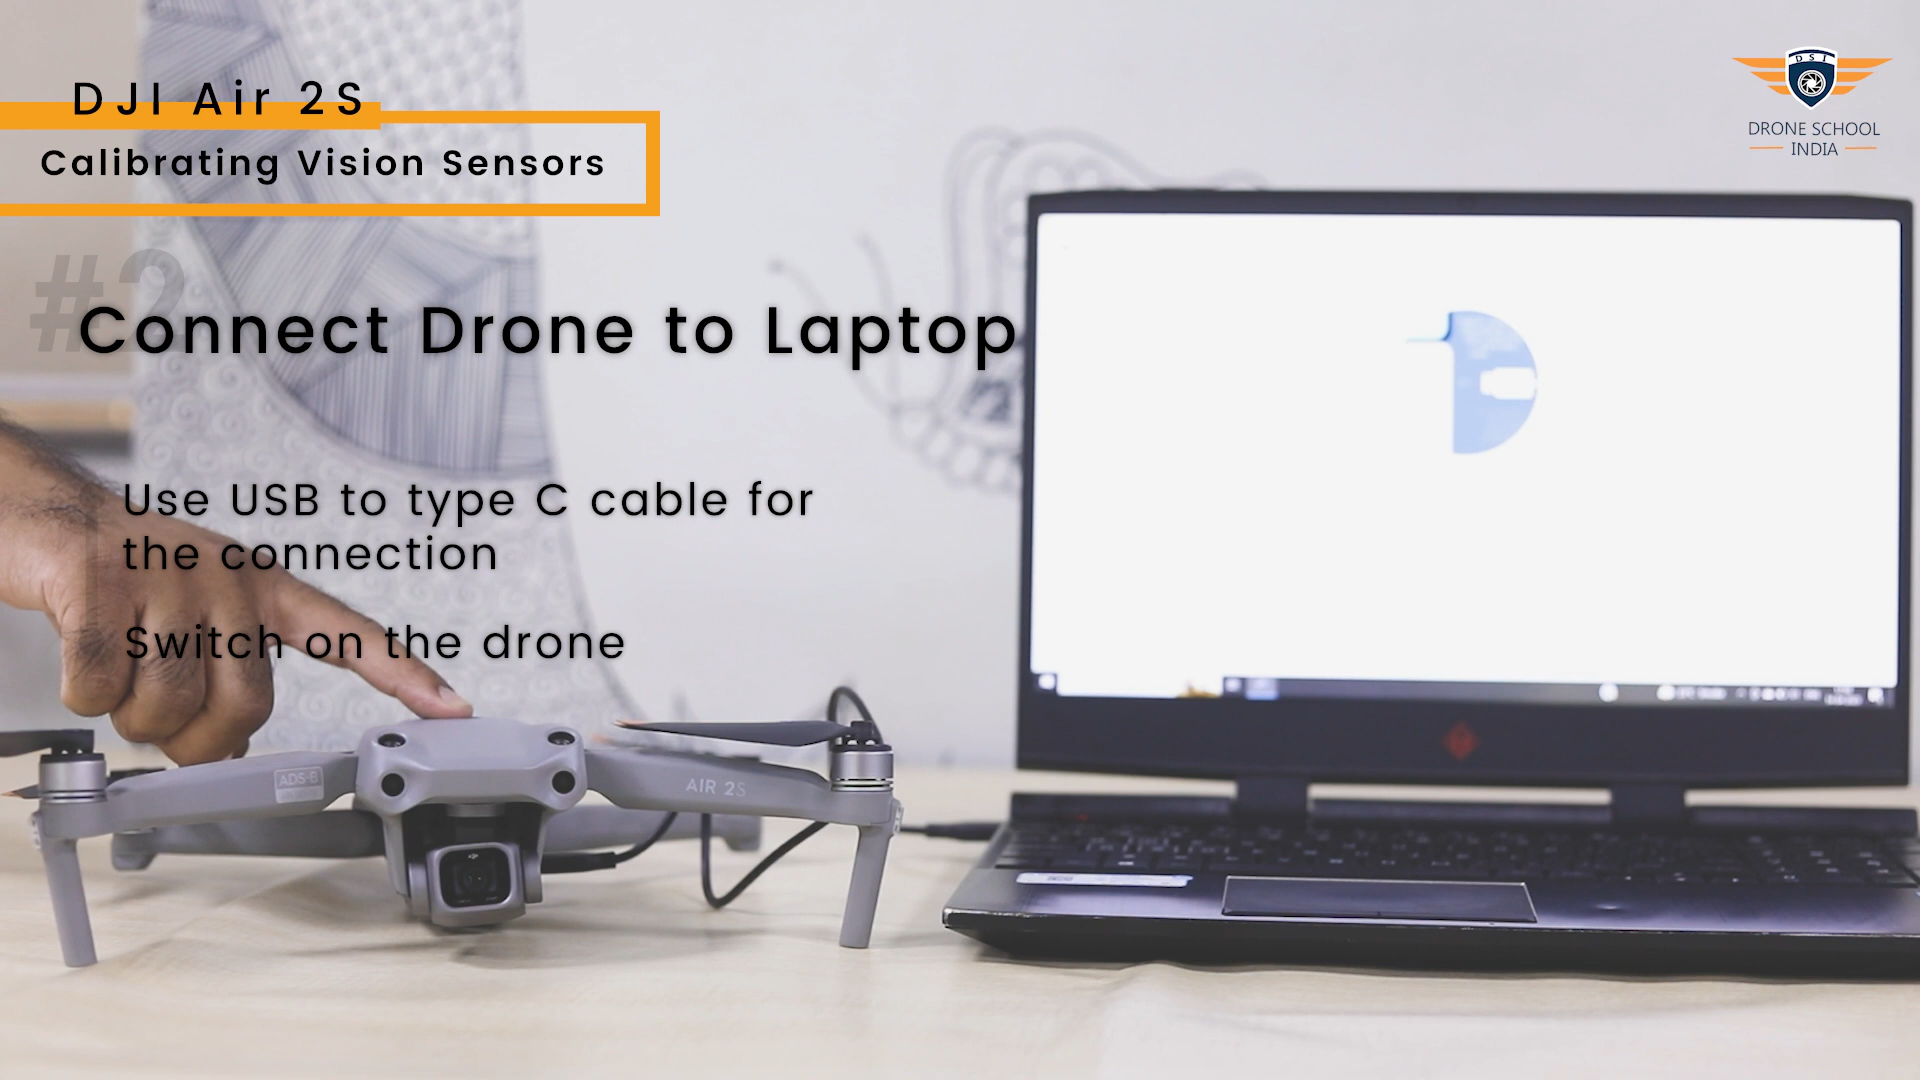 DJI Air 2S
Calibrating Vision Sensors
DSI
DRONE SCHOOL
INDIA
#2
Connect Drone to Laptop
Use USB to type C cable for
the connection
Switch on the drone
ADS-B
AIR 2S